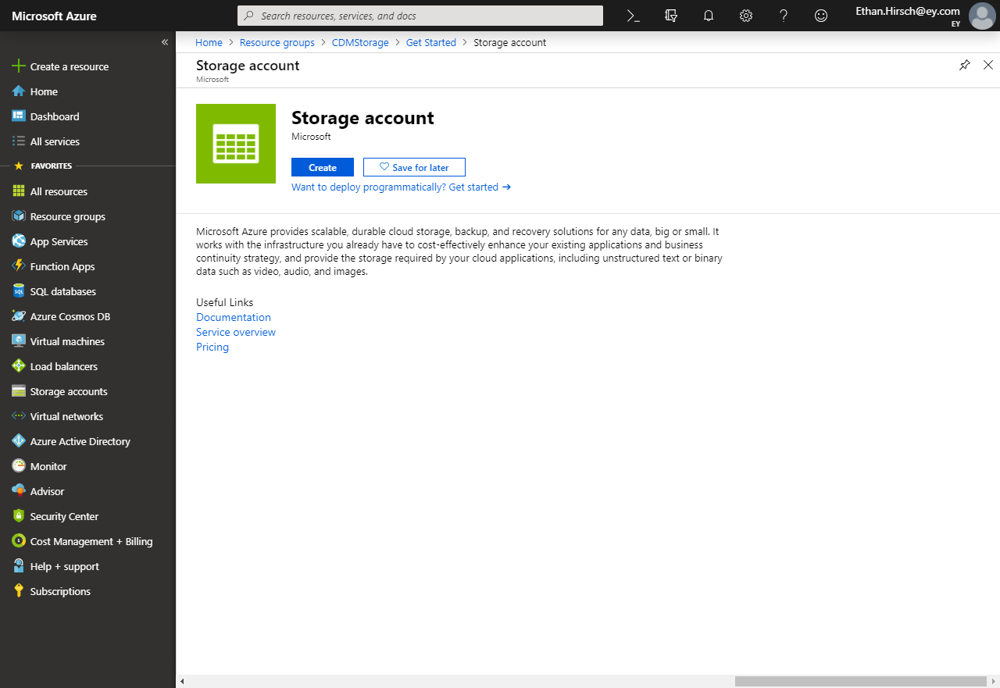 Microsoft Azure
Search resources, services, and docs
Ethan.Hirsch@ey.com
EY
Create a resource
Home
Dashboard
All services
FAVORITES
All resources
Resource groups
App Services
Function Apps
SQL databases
Azure Cosmos DB
Virtual machines
Load balancers
Storage accounts
Virtual networks
Azure Active Directory
Monitor
Advisor
Security Center
Cost Management + Billing
Help + support
Subscriptions
Home > Resource groups > CDMStorage > Get Started > Storage account
Storage account
Microsoft
Storage account
Microsoft
Create
Save for later
Want to deploy programmatically? Get started →
Microsoft Azure provides scalable, durable cloud storage, backup, and recovery solutions for any data, big or small. It
works with the infrastructure you already have to cost-effectively enhance your existing applications and business
continuity strategy, and provide the storage required by your cloud applications, including unstructured text or binary
data such as video, audio, and images.
Useful Links
Documentation
Service overview
Pricing